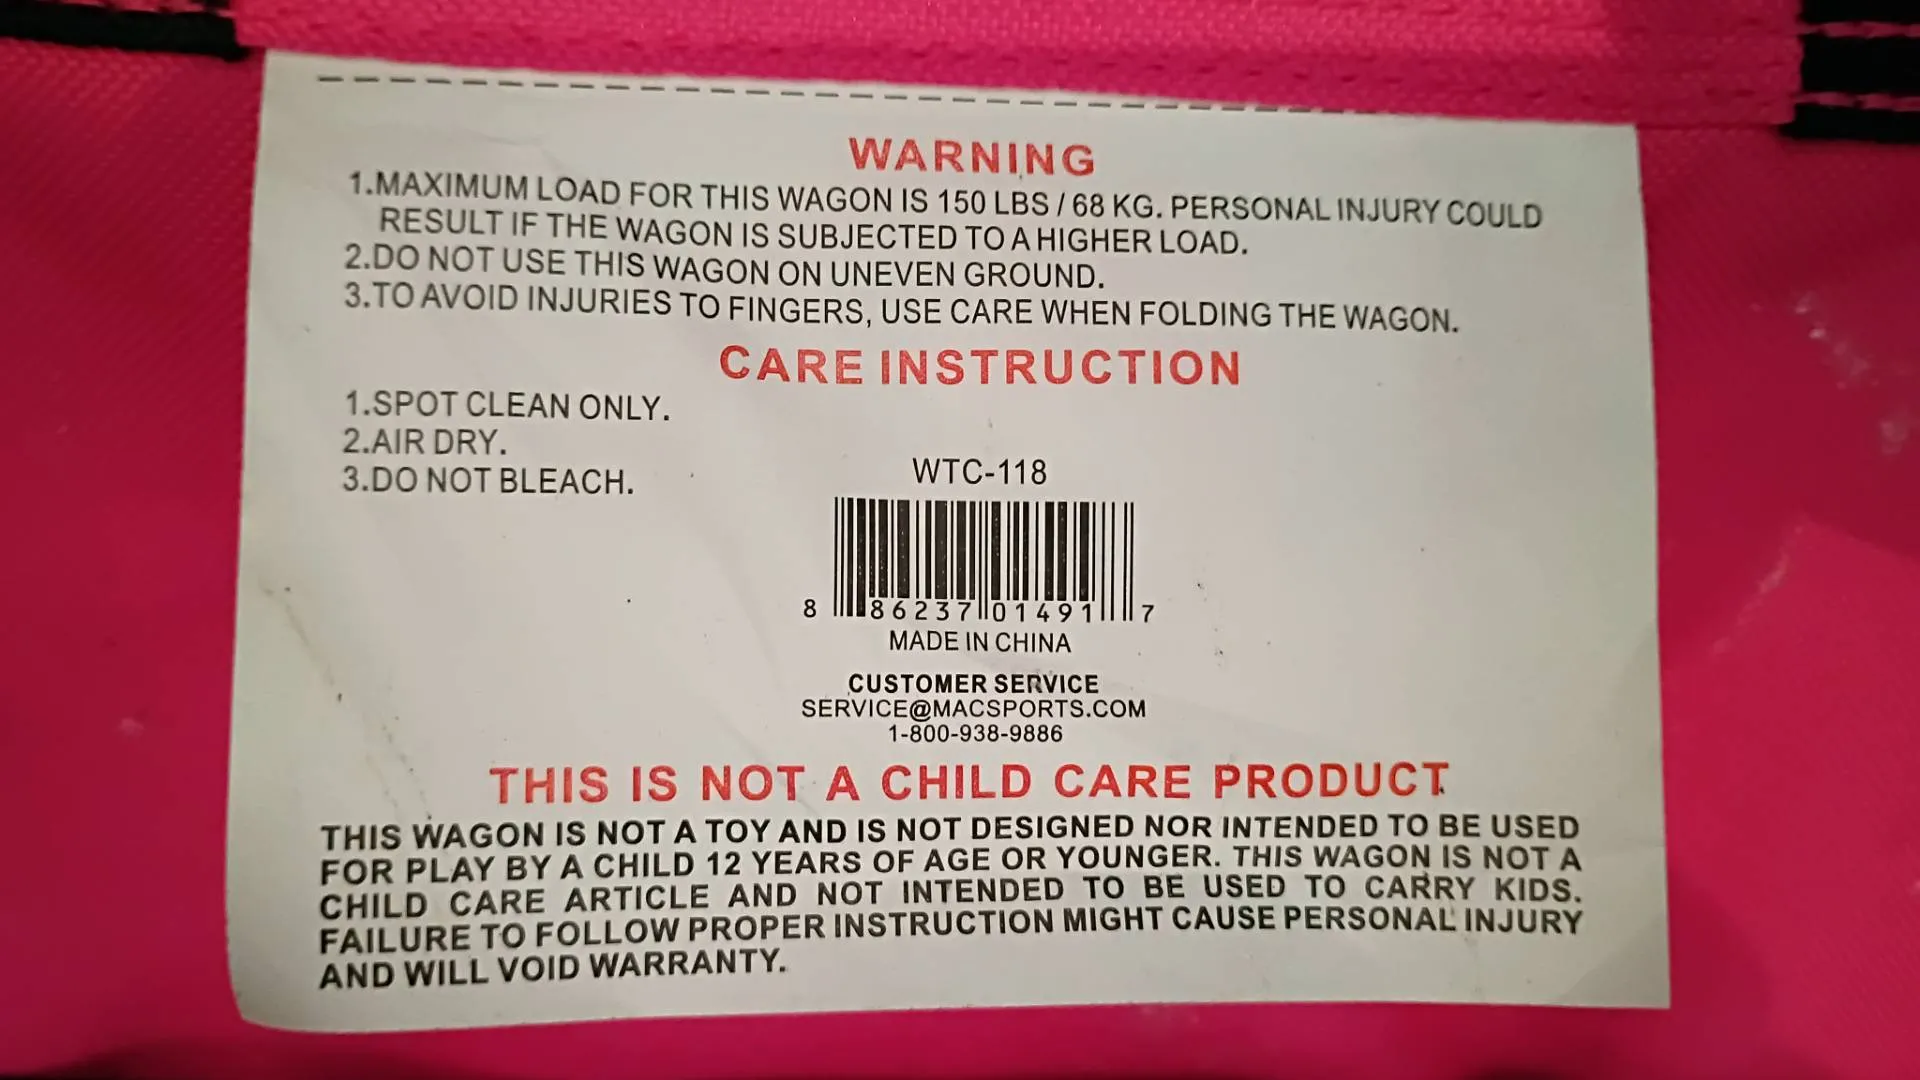 WARNING
1.MAXIMUM LOAD FOR THIS WAGON IS 150 LBS / 68 KG. PERSONAL INJURY COULD
RESULT IF THE WAGON IS SUBJECTED TO A HIGHER LOAD.
2.DO NOT USE THIS WAGON ON UNEVEN GROUND.
3.TO AVOID INJURIES TO FINGERS, USE CARE WHEN FOLDING THE WAGON.
CARE INSTRUCTION
1.SPOT CLEAN ONLY.
2.AIR DRY.
3.DO NOT BLEACH.
WTC-118
8 86237 01491 7
MADE IN CHINA
CUSTOMER SERVICE
SERVICE@MACSPORTS.COM
1-800-938-9886
THIS IS NOT A CHILD CARE PRODUCT
THIS WAGON IS NOT A TOY AND IS NOT DESIGNED NOR INTENDED TO BE USED
FOR PLAY BY A CHILD 12 YEARS OF AGE OR YOUNGER. THIS WAGON IS NOT A
CHILD CARE ARTICLE AND NOT INTENDED TO BE USED TO CARRY KIDS.
FAILURE TO FOLLOW PROPER INSTRUCTION MIGHT CAUSE PERSONAL INJURY
AND WILL VOID WARRANTY.